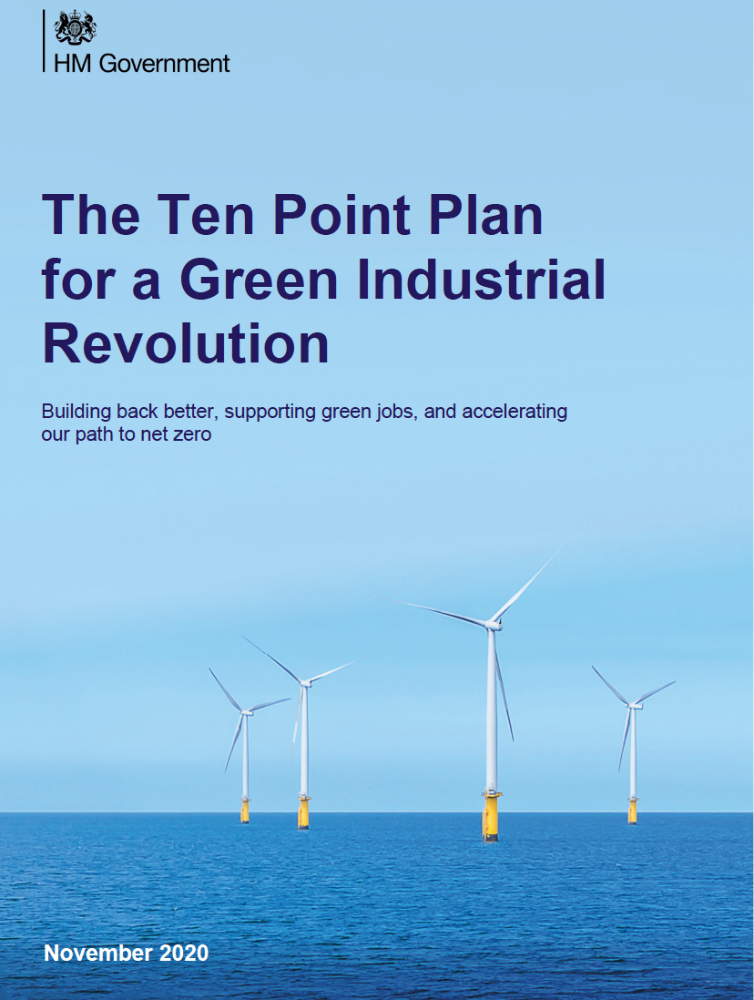 HM Government
The Ten Point Plan
for a Green Industrial
Revolution
Building back better, supporting green jobs, and accelerating
our path to net zero
November 2020